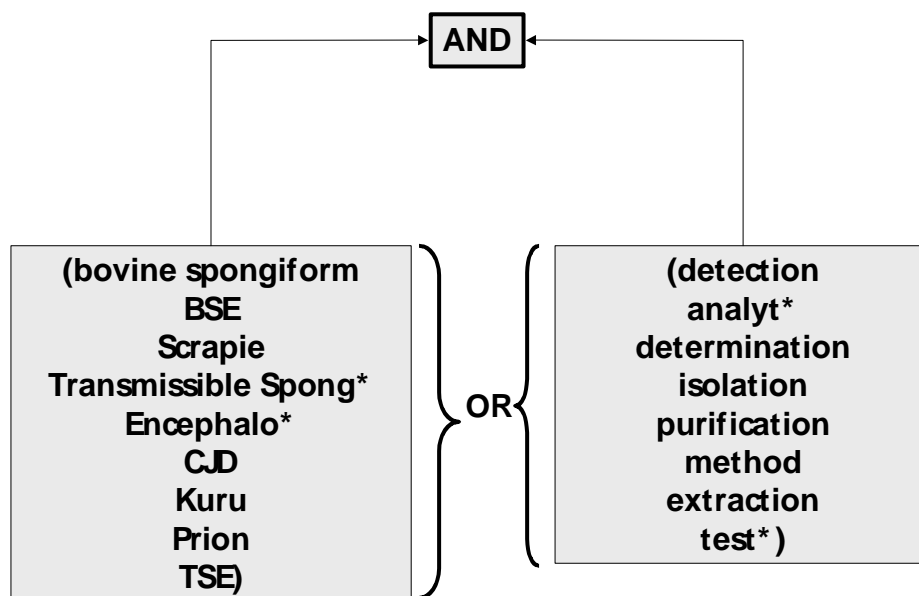 AND
(bovine spongiform
BSE
Scrapie
Transmissible Spong*
Encephalo*
CJD
Kuru
Prion
TSE)
OR
(detection
analyt*
determination
isolation
purification
method
extraction
test*)